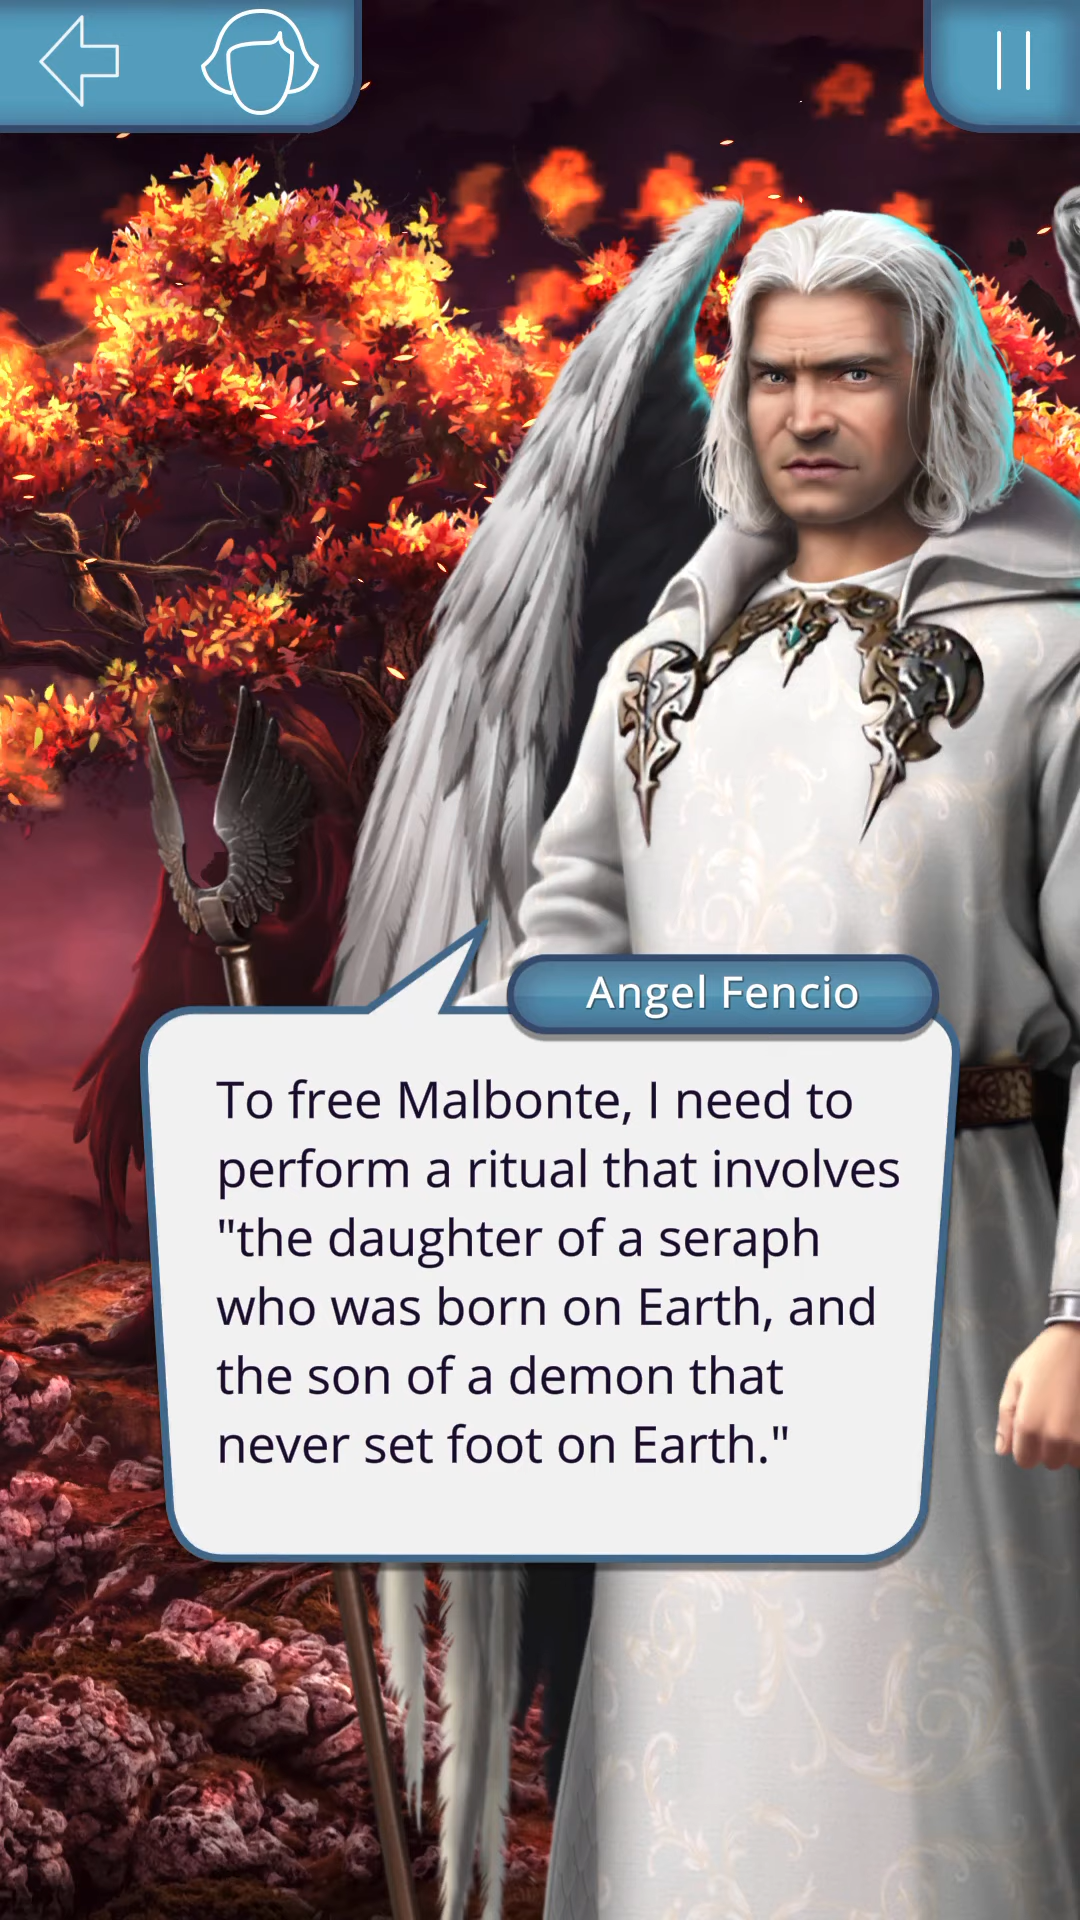 Angel Fencio
To free Malbonte, I need to
perform a ritual that involves
"the daughter of a seraph
who was born on Earth, and
the son of a demon that
never set foot on Earth."